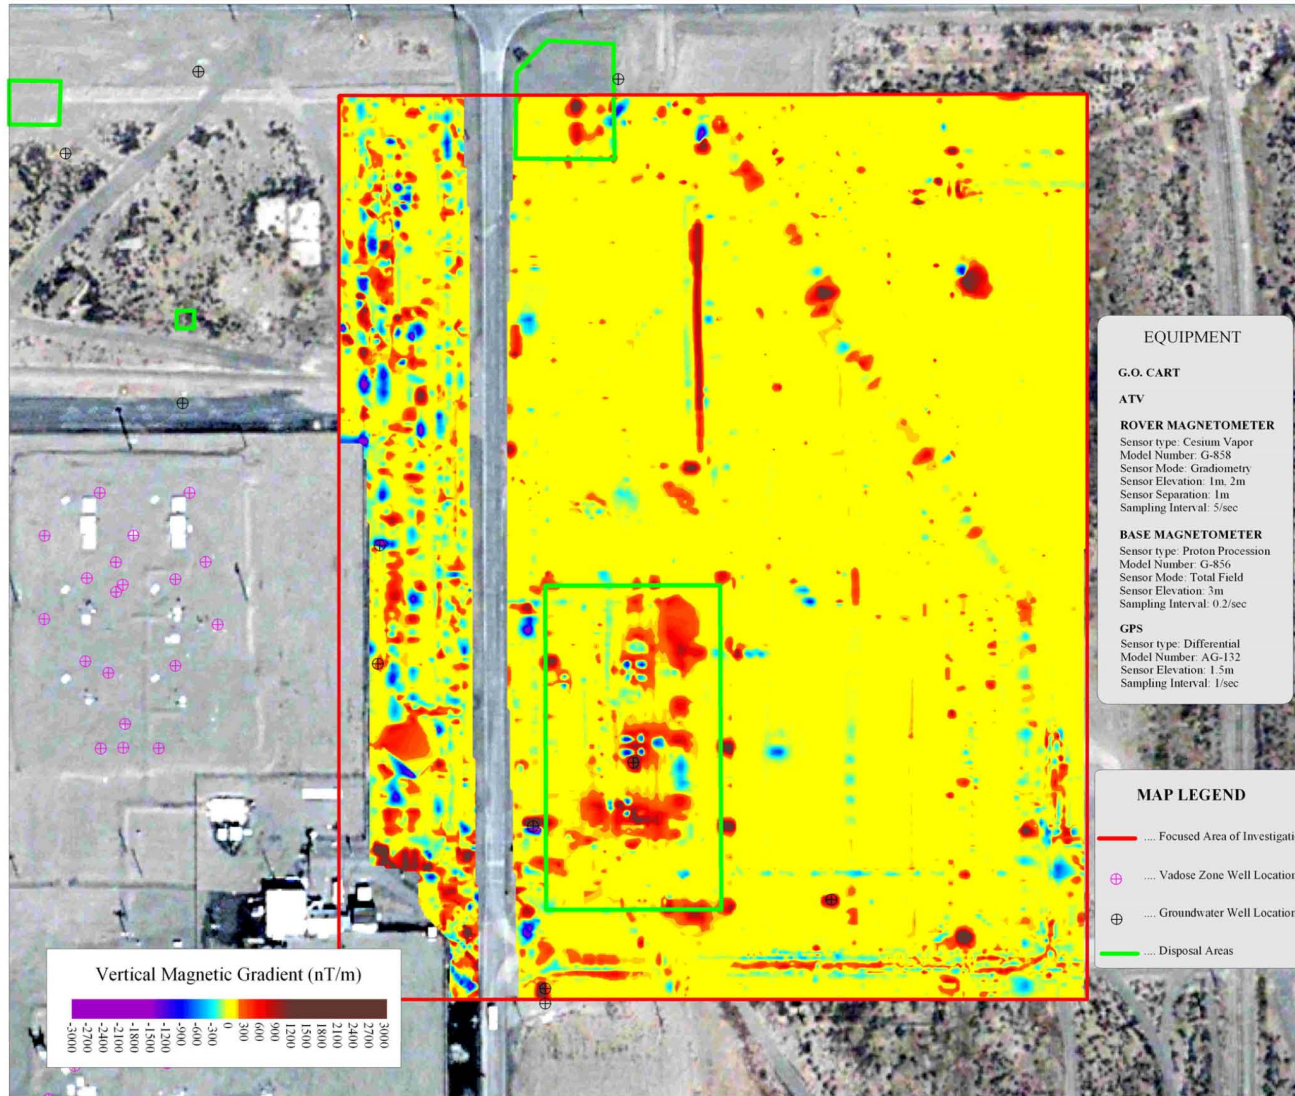 EQUIPMENT
G.O. CART
ATV
ROVER MAGNETOMETER
Sensor type: Cesium Vapor
Model Number: G-858
Sensor Mode: Gradiometry
Sensor Elevation: 1m, 2m
Sensor Separation: 1m
Sampling Interval: 5/sec
BASE MAGNETOMETER
Sensor type: Proton Procession
Model Number: G-856
Sensor Mode: Total Field
Sensor Elevation: 3m
Sampling Interval: 0.2/sec
GPS
Sensor type: Differential
Model Number: AG-132
Sensor Elevation: 1.5m
Sampling Interval: 1/sec
MAP LEGEND
.... Focused Area of Investigati
.... Vadose Zone Well Location
.... Groundwater Well Location
.... Disposal Areas
Vertical Magnetic Gradient (nT/m)
-3000 -2700 -2400 -2100 -1800 -1500 -1200 -900 -600 -300 0 300 600 900 1200 1500 1800 2100 2400 2700 3000